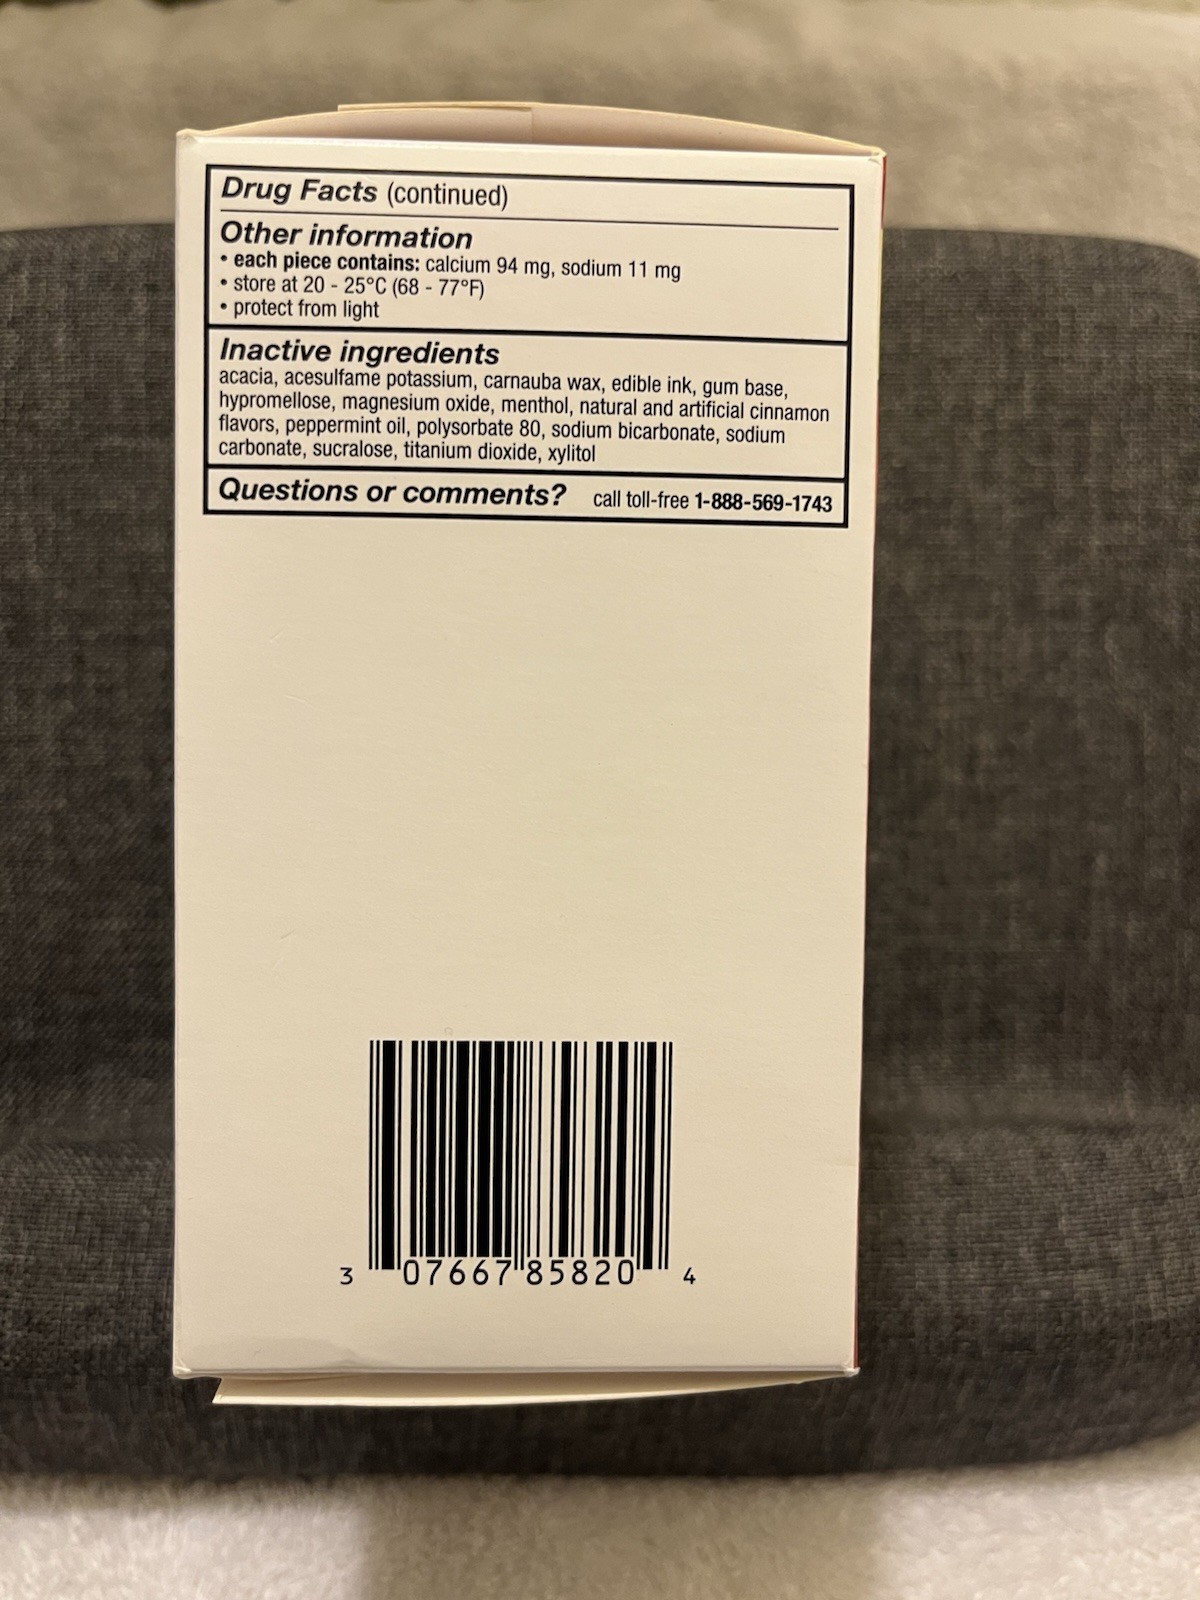 Drug Facts (continued)
Other information
• each piece contains: calcium 94 mg, sodium 11 mg
• store at 20 - 25°C (68 - 77°F)
• protect from light
Inactive ingredients
acacia, acesulfame potassium, carnauba wax, edible ink, gum base,
hypromellose, magnesium oxide, menthol, natural and artificial cinnamon
flavors, peppermint oil, polysorbate 80, sodium bicarbonate, sodium
carbonate, sucralose, titanium dioxide, xylitol
Questions or comments? call toll-free 1-888-569-1743
3 07667 85820 4